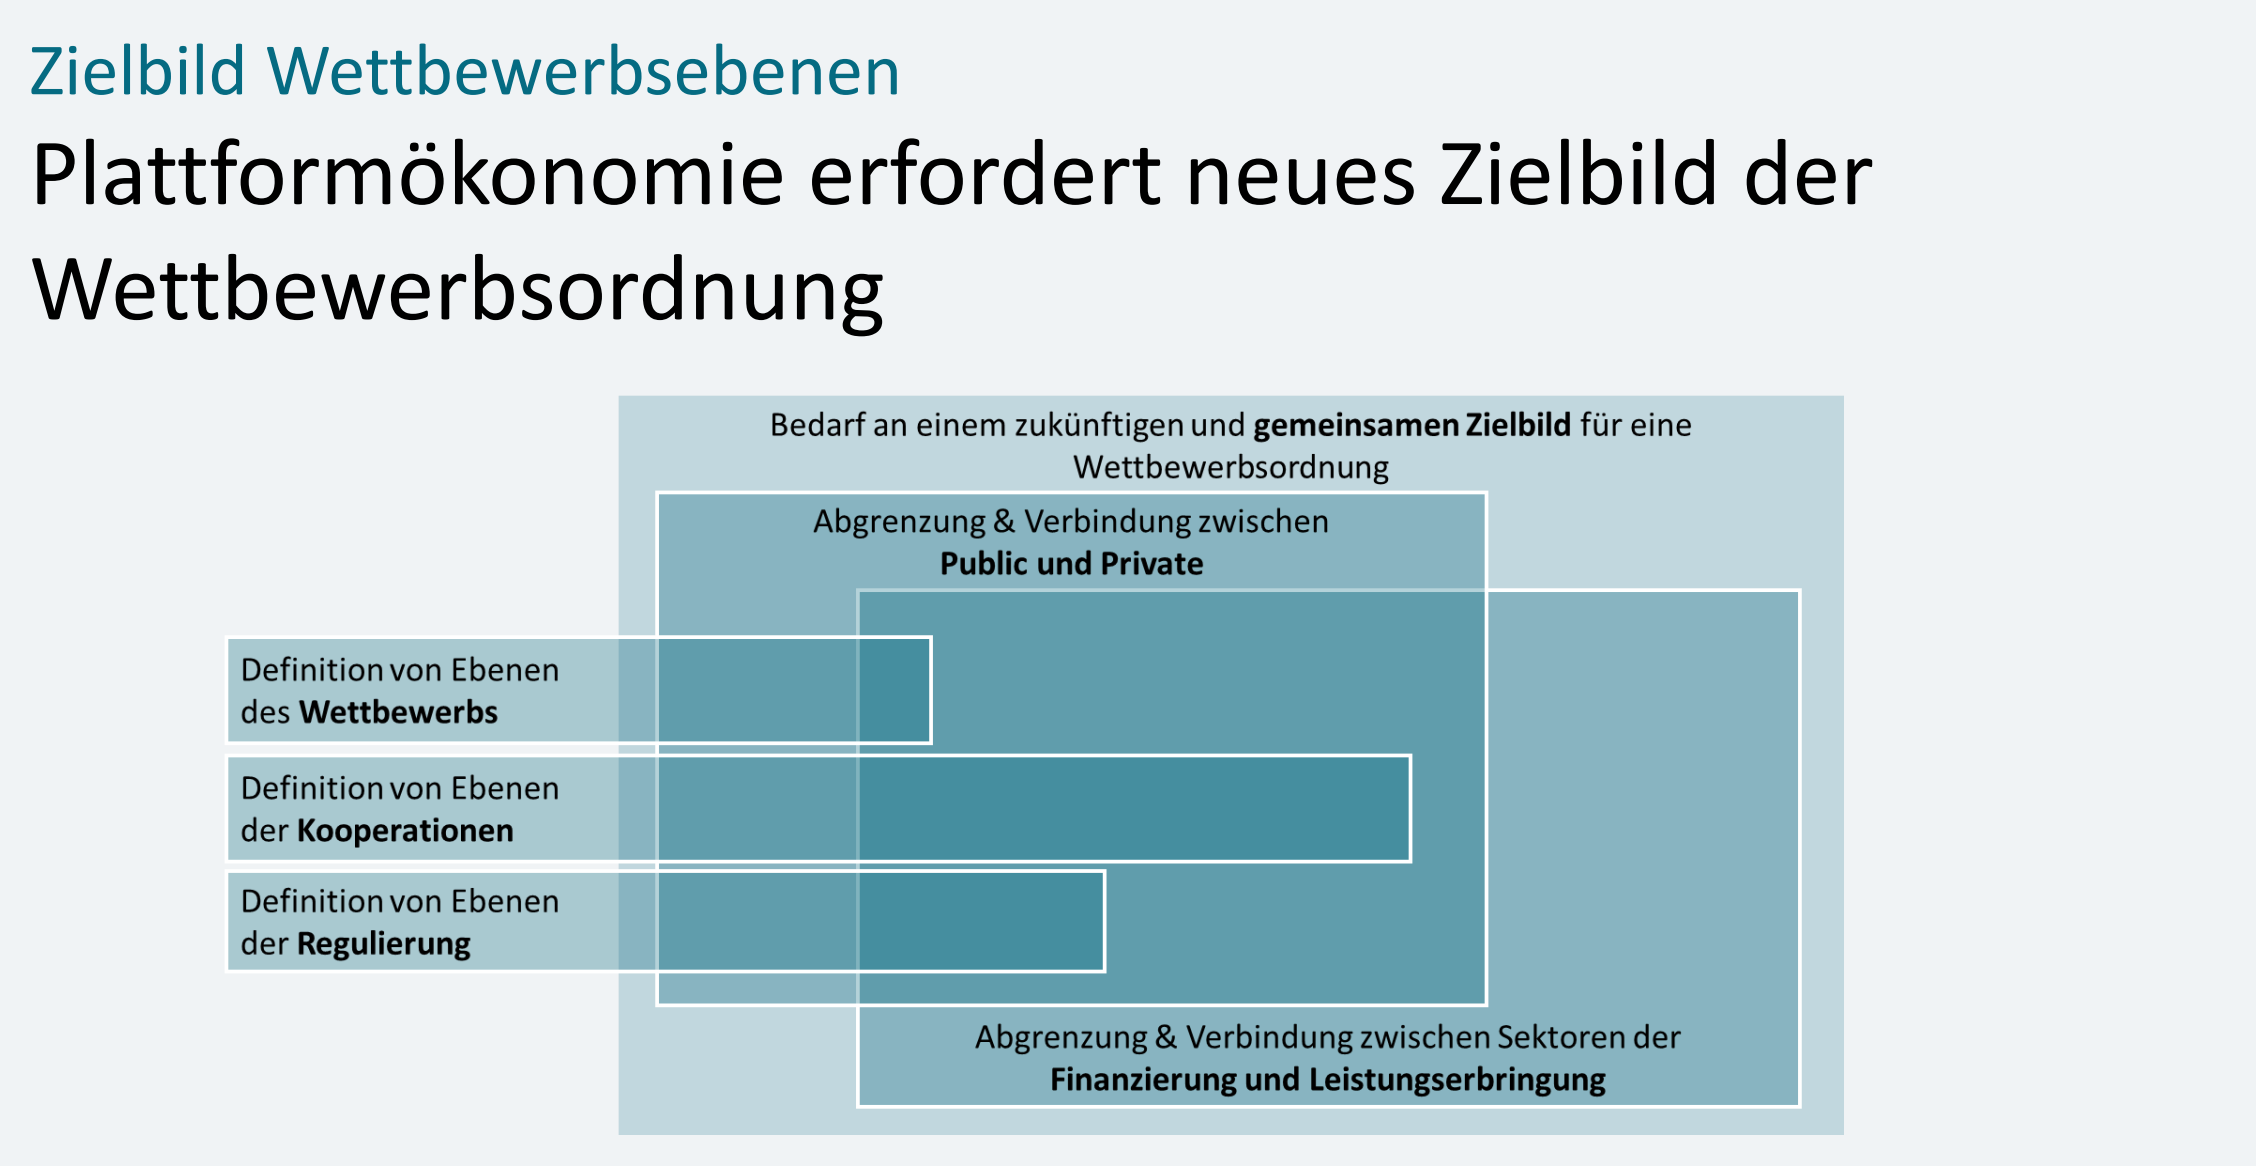 Zielbild Wettbewerbsebenen
Plattformökonomie erfordert neues Zielbild der
Wettbewerbsordnung
Bedarf an einem zukünftigen und gemeinsamen Zielbild für eine
Wettbewerbsordnung
Abgrenzung & Verbindung zwischen
Public und Private
Definition von Ebenen
des Wettbewerbs
Definition von Ebenen
der Kooperationen
Definition von Ebenen
der Regulierung
Abgrenzung & Verbindung zwischen Sektoren der
Finanzierung und Leistungserbringung